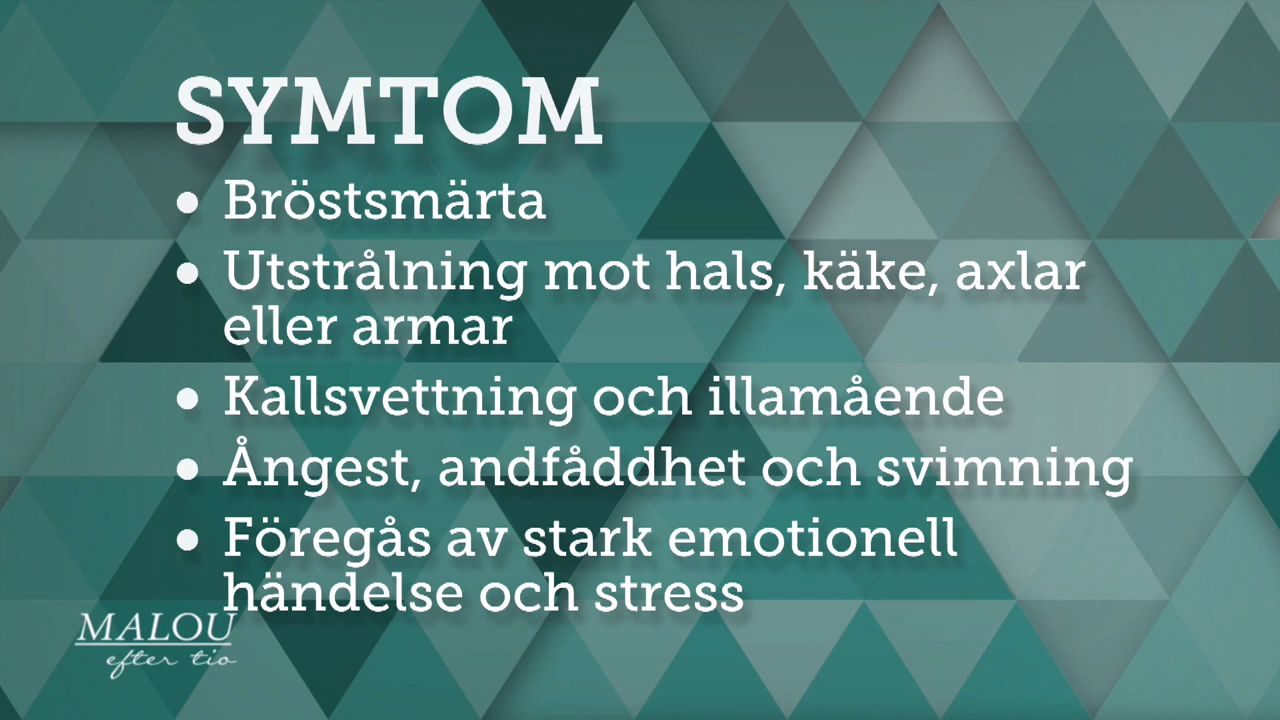 SYMTOM
• Bröstsmärta
• Utstrålning mot hals, käke, axlar
eller armar
• Kallsvettning och illamående
• Ångest, andfåddhet och svimning
• Föregås av stark emotionell
händelse och stress
MALOU
efter tio